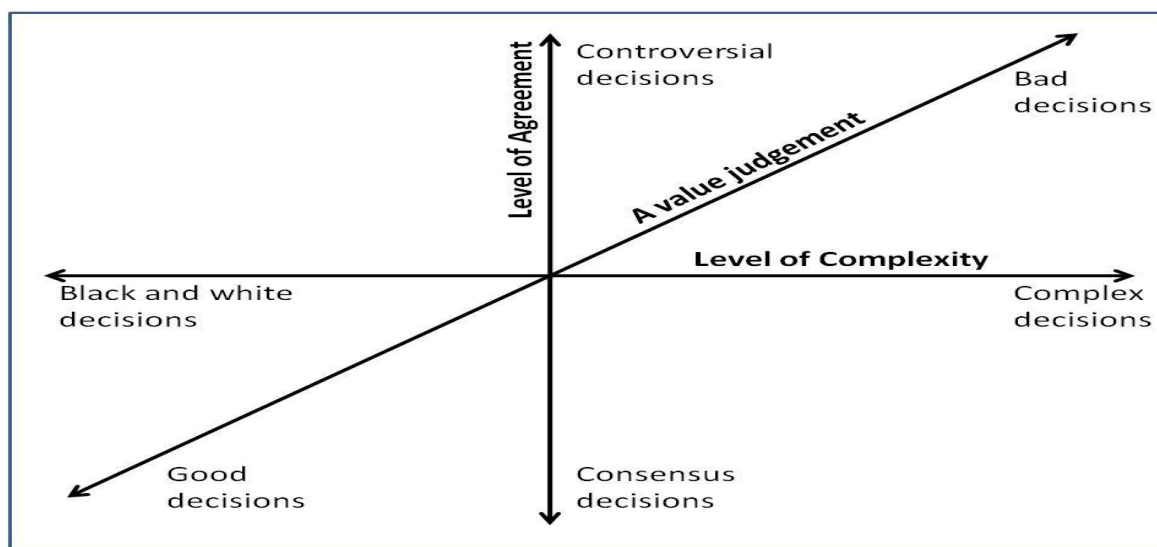 Controversial
decisions
Bad
decisions
Level of Agreement
A value judgement
Level of Complexity
Black and white
decisions
Complex
decisions
Good
decisions
Consensus
decisions